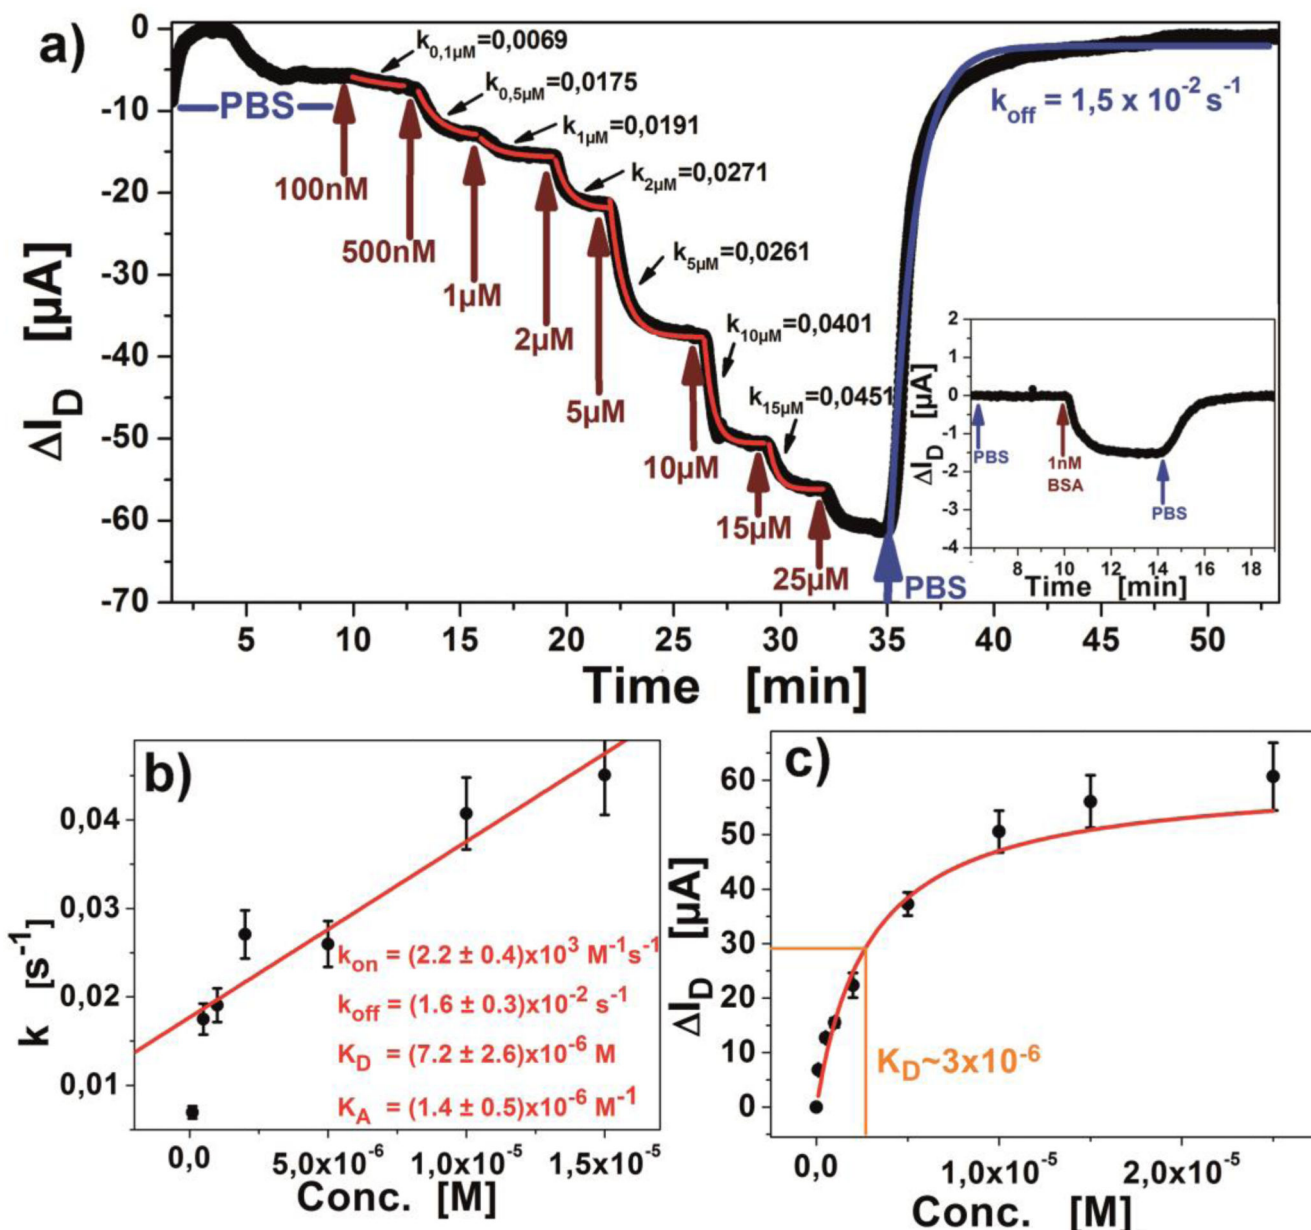 a)
0
-10
-20
-30
-40
-50
-60
-70
ΔI_D [µA]
5
10
15
20
25
30
35
40
45
50
Time [min]
PBS
100nM
500nM
1µM
2µM
5µM
10µM
15µM
25µM
PBS
k_0,1µM=0,0069
k_0,5µM=0,0175
k_1µM=0,0191
k_2µM=0,0271
k_5µM=0,0261
k_10µM=0,0401
k_15µM=0,0451
k_off = 1,5 x 10^-2 s^-1
2
1
0
-1
-2
-3
-4
ΔI_D [µA]
PBS
1nM
BSA
PBS
8
10
12
14
16
18
Time [min]
b)
0,04
0,03
0,02
0,01
k [s^-1]
k_on = (2.2 ± 0.4)x10^3 M^-1s^-1
k_off = (1.6 ± 0.3)x10^-2 s^-1
K_D = (7.2 ± 2.6)x10^-6 M
K_A = (1.4 ± 0.5)x10^-6 M^-1
0,0
5,0x10^-6
1,0x10^-5
1,5x10^-5
Conc. [M]
c)
60
50
40
30
20
10
0
ΔI_D [µA]
K_D~3x10^-6
0,0
1,0x10^-5
2,0x10^-5
Conc. [M]